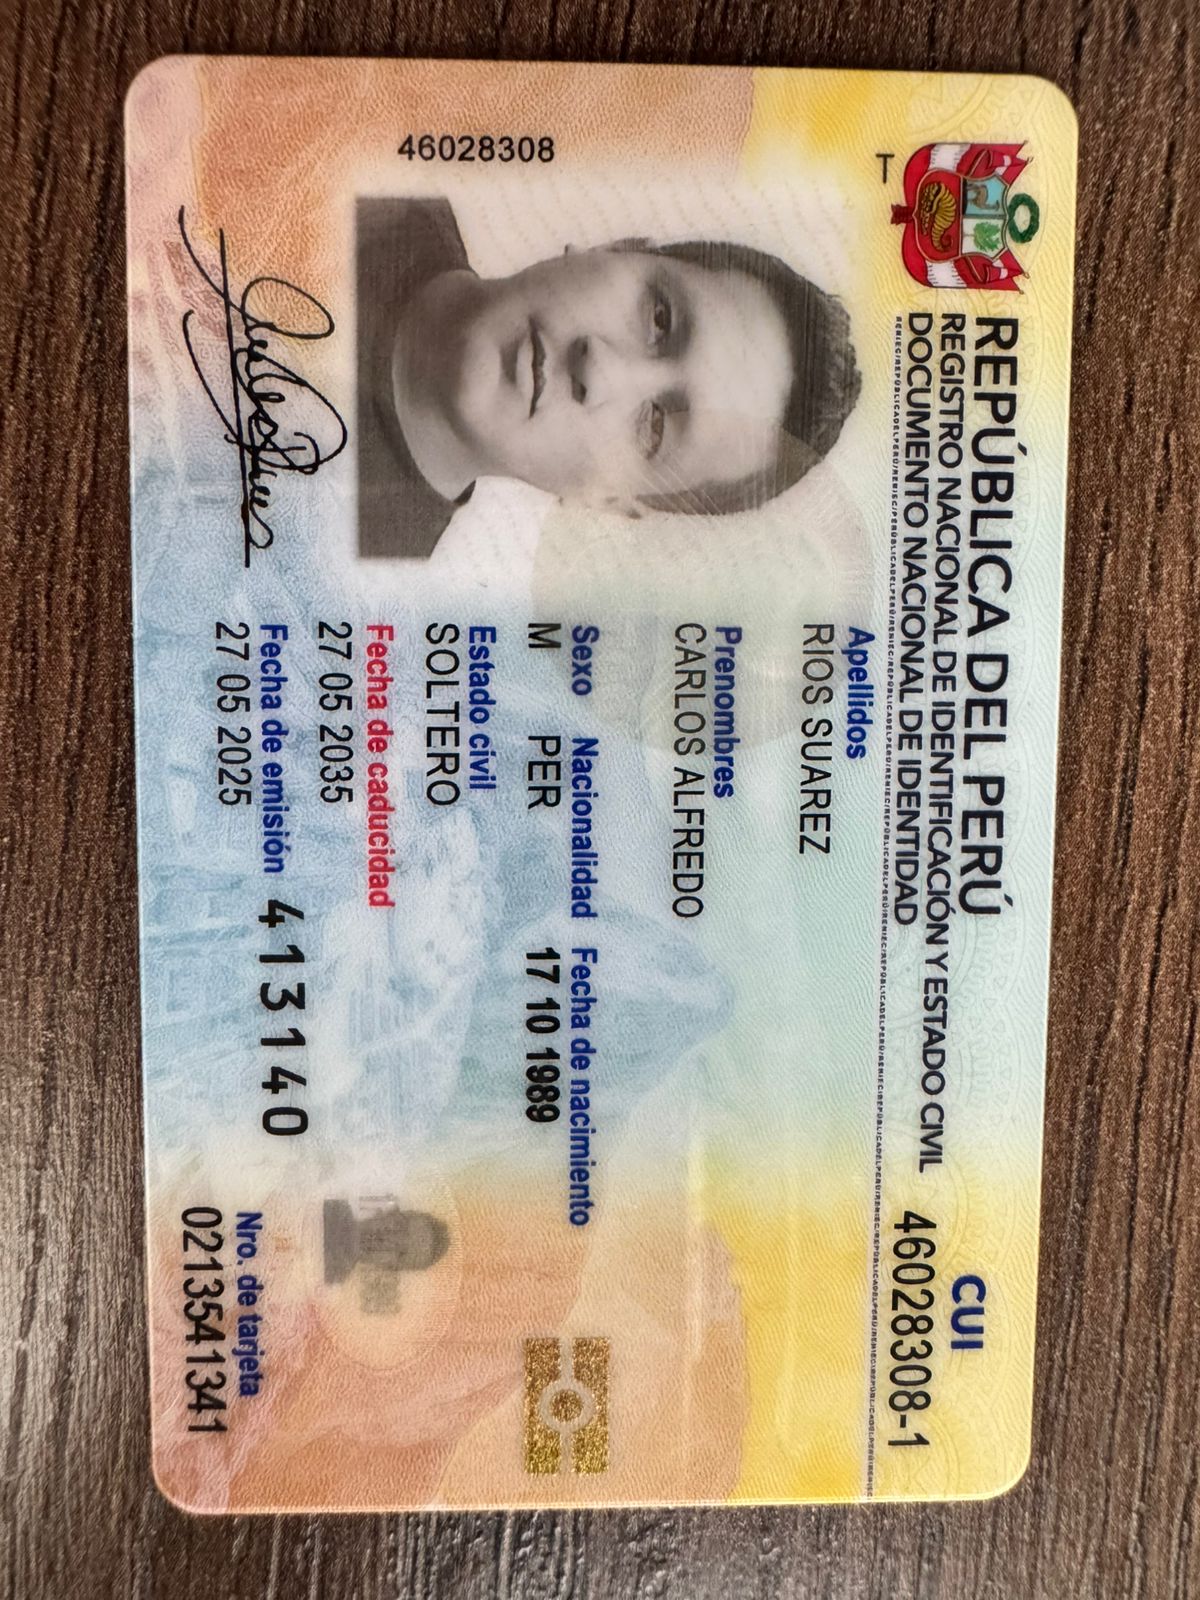 REPÚBLICA DEL PERÚ
REGISTRO NACIONAL DE IDENTIFICACIÓN Y ESTADO CIVIL
DOCUMENTO NACIONAL DE IDENTIDAD
CUI
46028308-1
T
46028308
Apellidos
RIOS SUAREZ
Prenombres
CARLOS ALFREDO
Sexo Nacionalidad Fecha de nacimiento
M PER 17 10 1989
Estado civil
SOLTERO
Fecha de caducidad
27 05 2035
Fecha de emisión
27 05 2025
413140
Nro. de tarjeta
0213541341